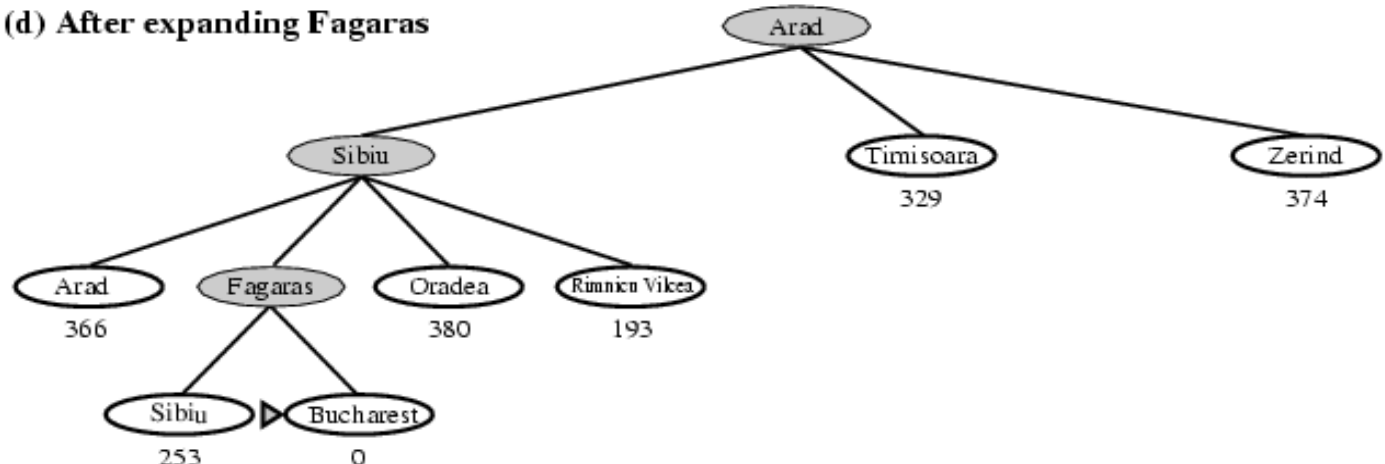 (d) After expanding Fagaras
Arad
Sibiu
Timisoara
Zerind
329
374
Arad
Fagaras
Oradea
Rimnicu Vilcea
366
380
193
Sibiu
Bucharest
253
0